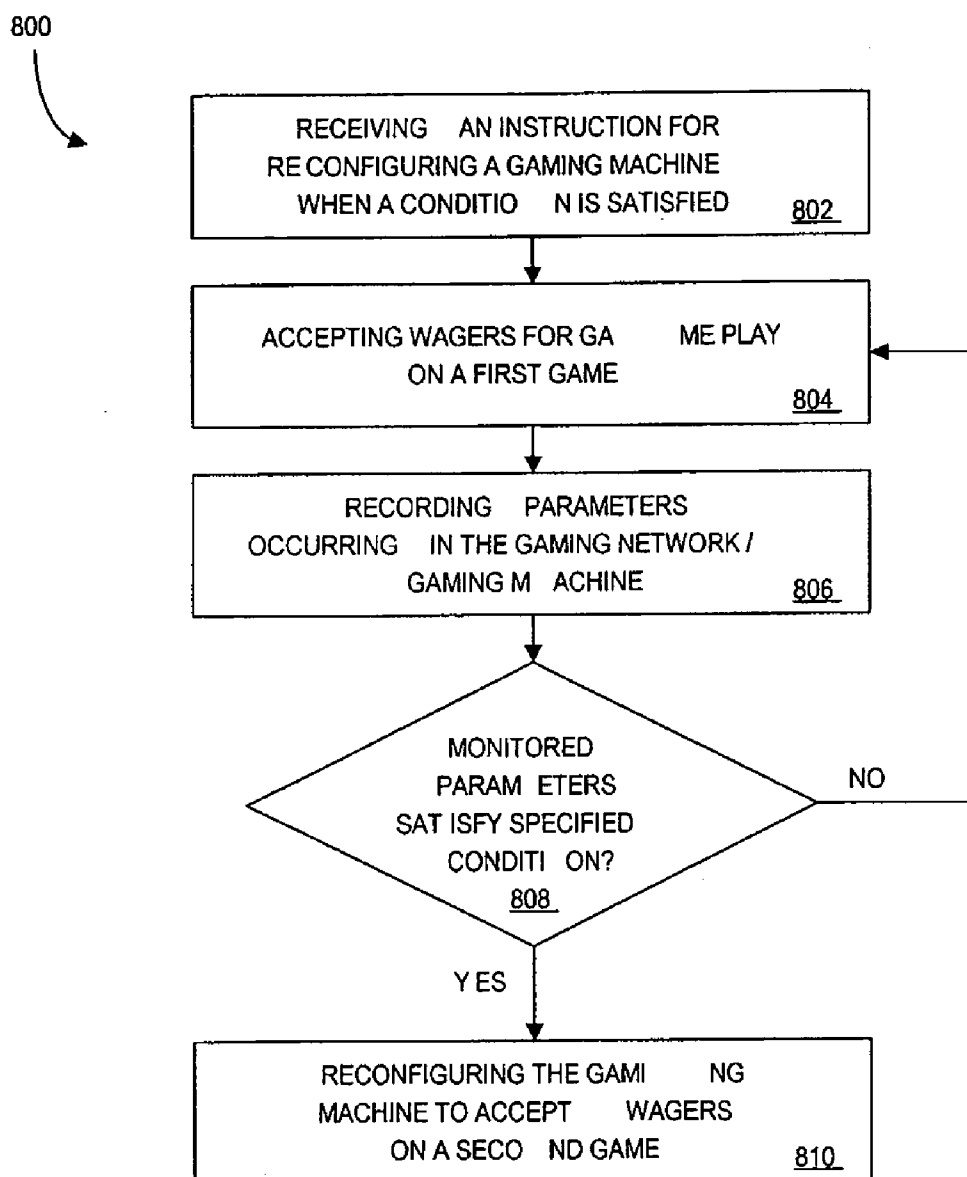 800
RECEIVING AN INSTRUCTION FOR
RE CONFIGURING A GAMING MACHINE
WHEN A CONDITIO N IS SATISFIED
802
ACCEPTING WAGERS FOR GA ME PLAY
ON A FIRST GAME
804
RECORDING PARAMETERS
OCCURRING IN THE GAMING NETWORK /
GAMING M ACHINE
806
MONITORED
PARAM ETERS
SAT ISFY SPECIFIED
CONDITI ON?
808
NO
Y ES
RECONFIGURING THE GAMI NG
MACHINE TO ACCEPT WAGERS
ON A SECO ND GAME
810